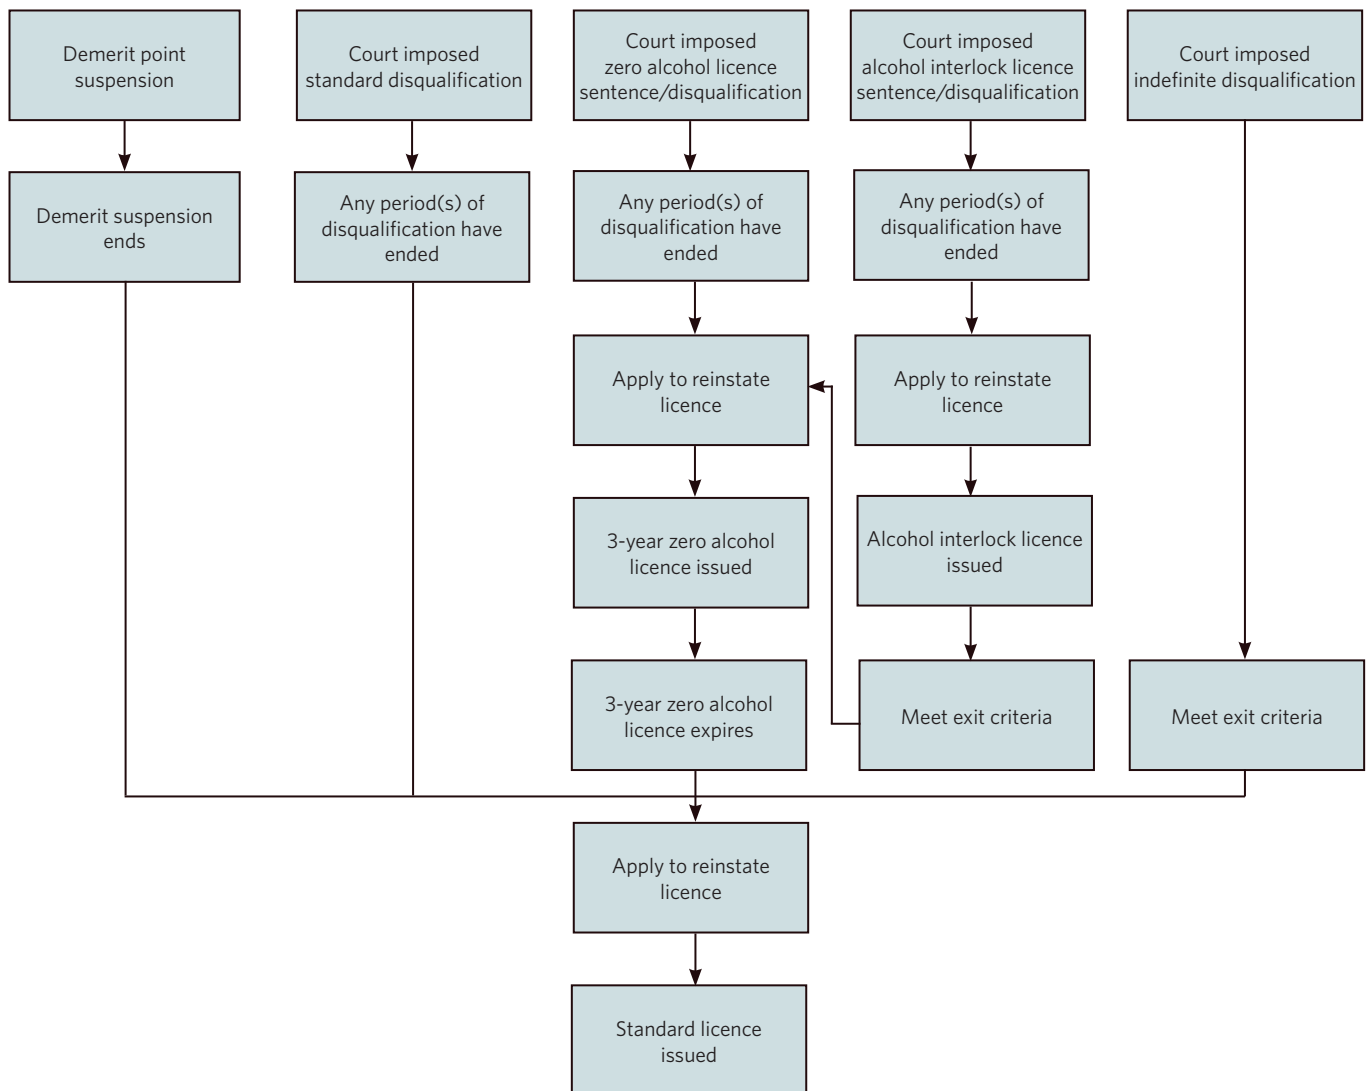 Demerit point
suspension
Court imposed
standard disqualification
Court imposed
zero alcohol licence
sentence/disqualification
Court imposed
alcohol interlock licence
sentence/disqualification
Court imposed
indefinite disqualification
Demerit suspension
ends
Any period(s) of
disqualification have
ended
Any period(s) of
disqualification have
ended
Any period(s) of
disqualification have
ended
Apply to reinstate
licence
Apply to reinstate
licence
3-year zero alcohol
licence issued
Alcohol interlock licence
issued
3-year zero alcohol
licence expires
Meet exit criteria
Meet exit criteria
Apply to reinstate
licence
Standard licence
issued